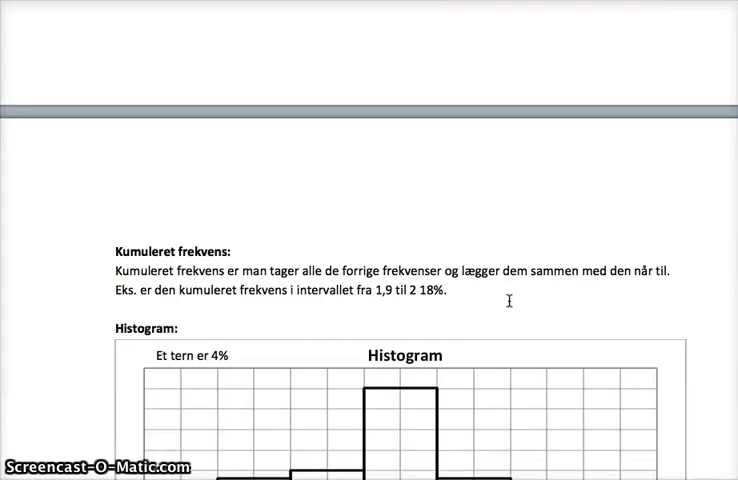 Kumuleret frekvens:
Kumuleret frekvens er man tager alle de forrige frekvenser og lægger dem sammen med den når til.
Eks. er den kumuleret frekvens i intervallet fra 1,9 til 2 18%.
Histogram:
Et tern er 4%
Histogram
Screencast-O-Matic.com